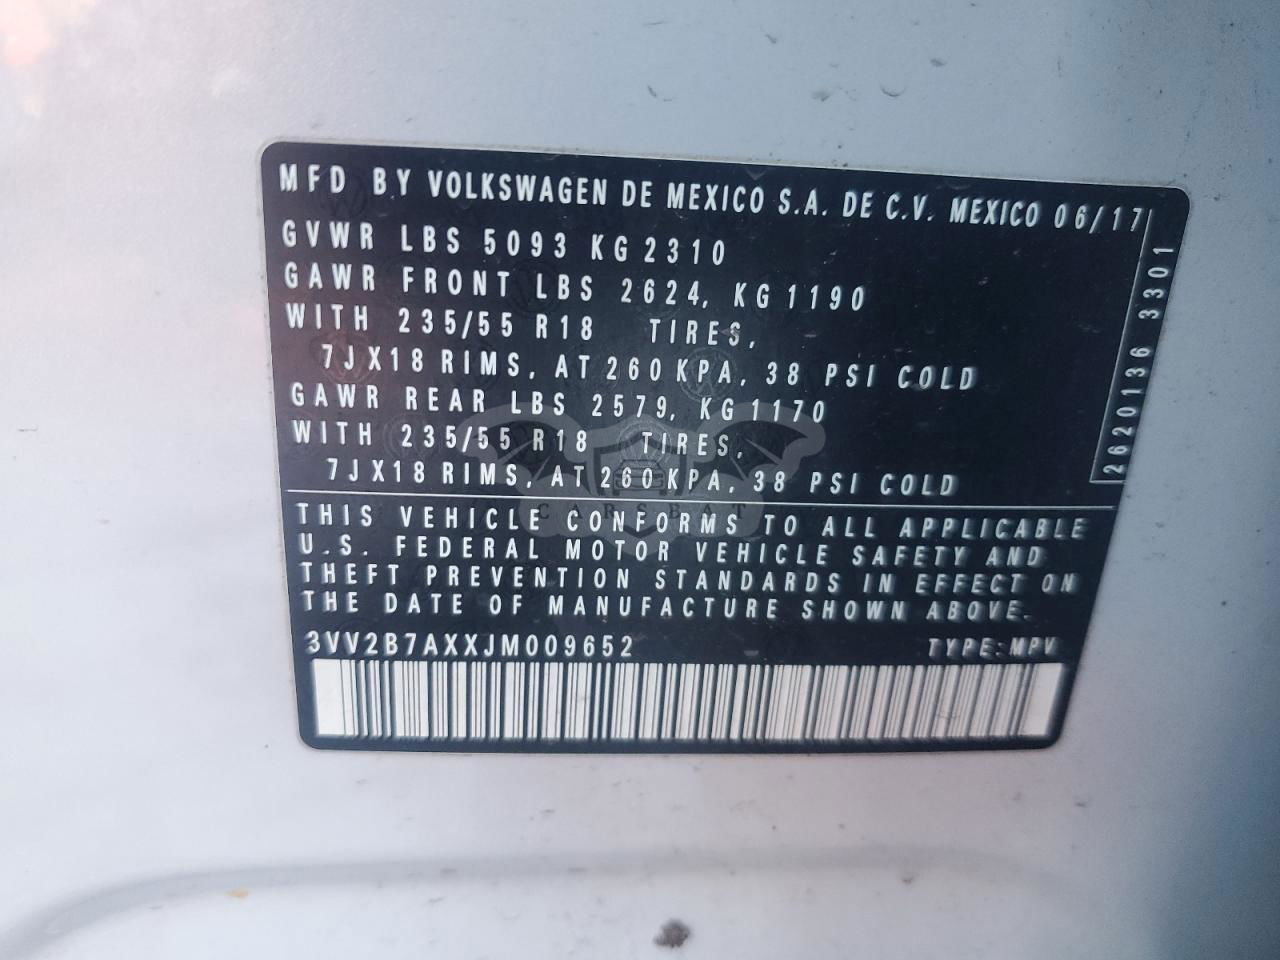 MFD BY VOLKSWAGEN DE MEXICO S.A. DE C.V. MEXICO 06/17
GVWR LBS 5093 KG 2310
GAWR FRONT LBS 2624, KG 1190
WITH 235/55 R18 TIRES,
7JX18 RIMS, AT 260 KPA, 38 PSI COLD
GAWR REAR LBS 2579, KG 1170
WITH 235/55 R18 TIRES,
7JX18 RIMS, AT 260 KPA, 38 PSI COLD
2620136 3301
CARSBAT
THIS VEHICLE CONFORMS TO ALL APPLICABLE
U.S. FEDERAL MOTOR VEHICLE SAFETY AND
THEFT PREVENTION STANDARDS IN EFFECT ON
THE DATE OF MANUFACTURE SHOWN ABOVE.
3VV2B7AXXJM009652 TYPE: MPV